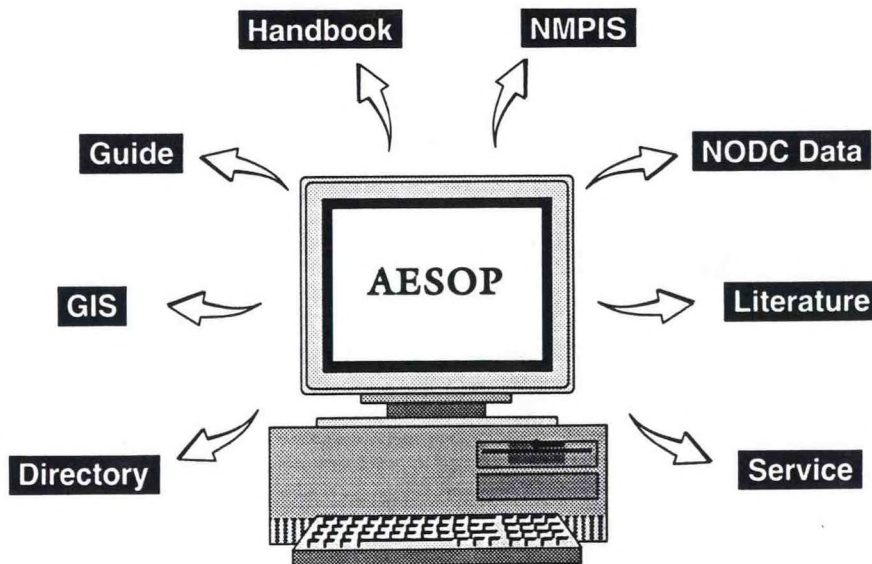 Handbook
NMPIS
Guide
NODC Data
AESOP
GIS
Literature
Directory
Service